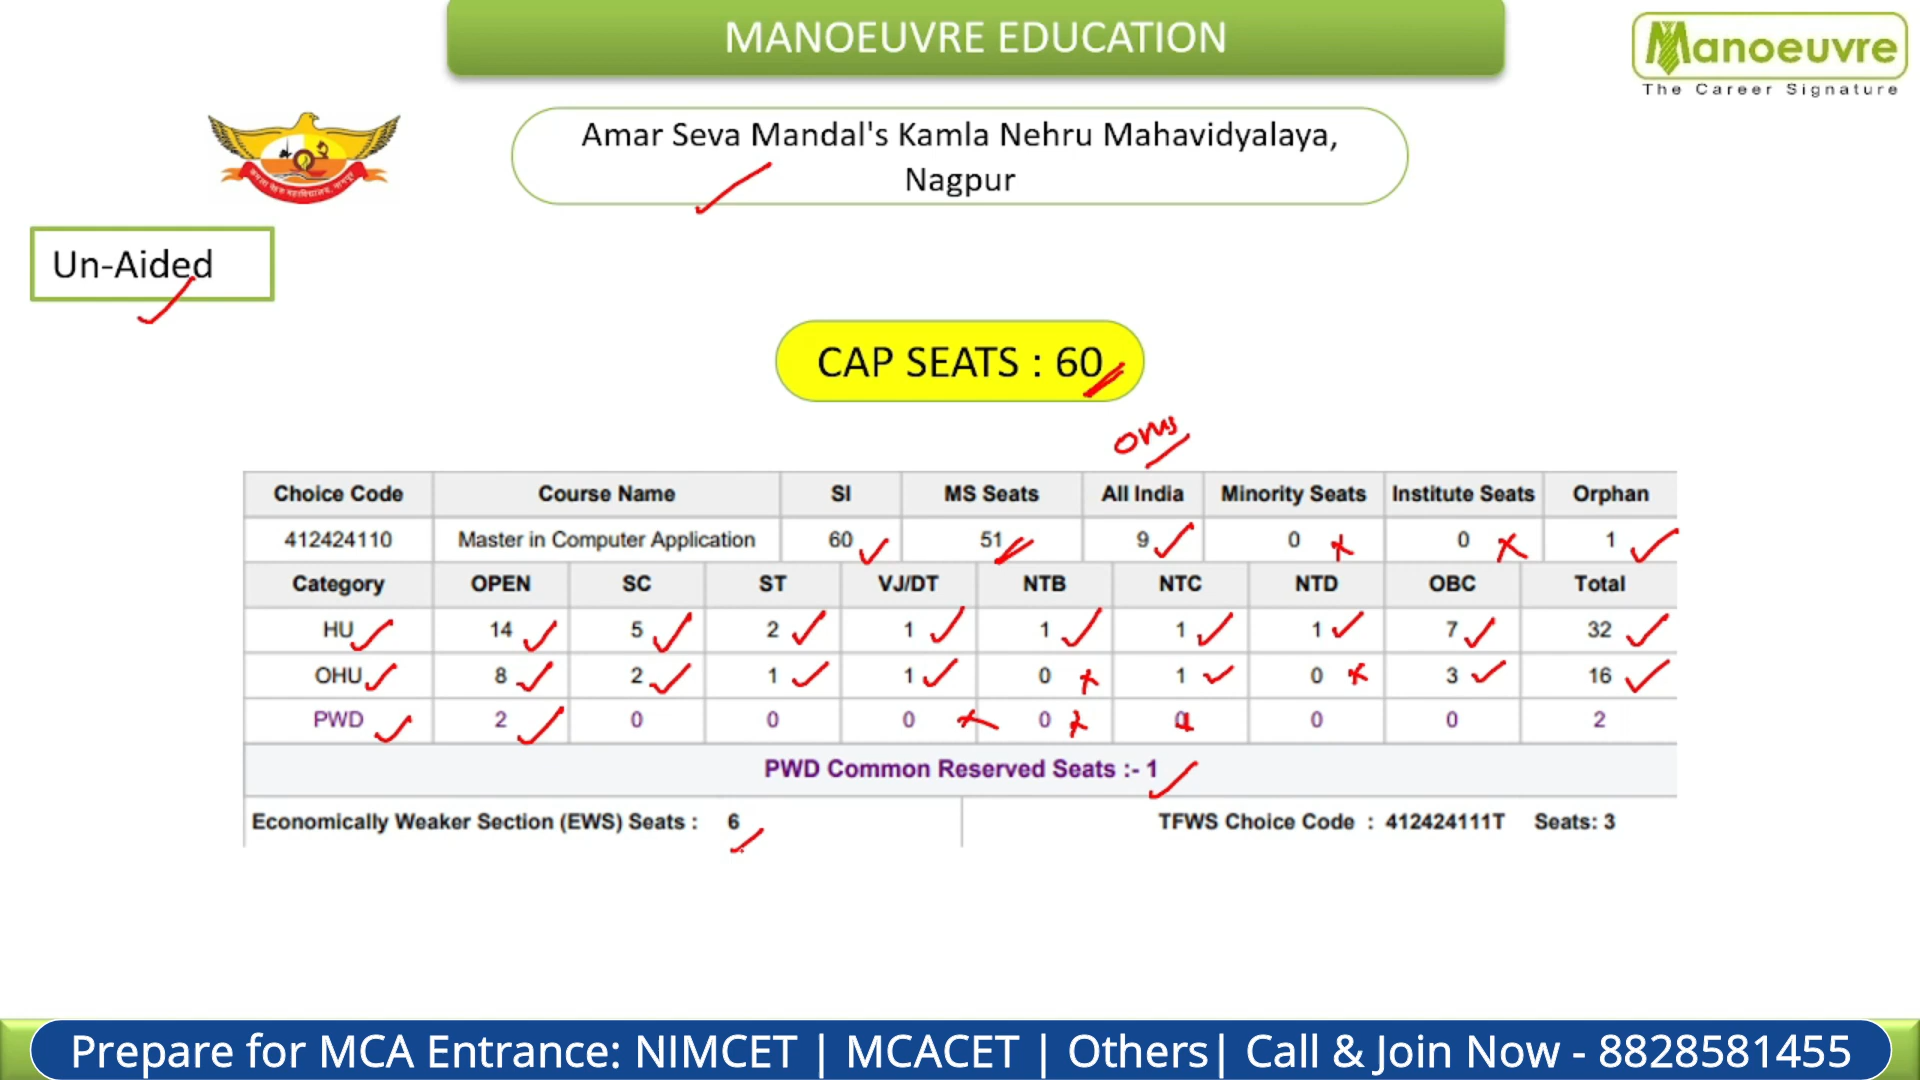 MANOEUVRE EDUCATION
Manoeuvre
The Career Signature
Amar Seva Mandal's Kamla Nehru Mahavidyalaya,
Nagpur
Un-Aided
CAP SEATS : 60
OMS
Choice Code Course Name SI MS Seats All India Minority Seats Institute Seats Orphan
412424110 Master in Computer Application 60 51 9 0 0 1
Category OPEN SC ST VJ/DT NTB NTC NTD OBC Total
HU 14 5 2 1 1 1 1 7 32
OHU 8 2 1 1 0 1 0 3 16
PWD 2 0 0 0 0 0 0 0 2
PWD Common Reserved Seats :- 1
Economically Weaker Section (EWS) Seats : 6 TFWS Choice Code : 412424111T Seats: 3
Prepare for MCA Entrance: NIMCET | MCACET | Others| Call & Join Now - 8828581455